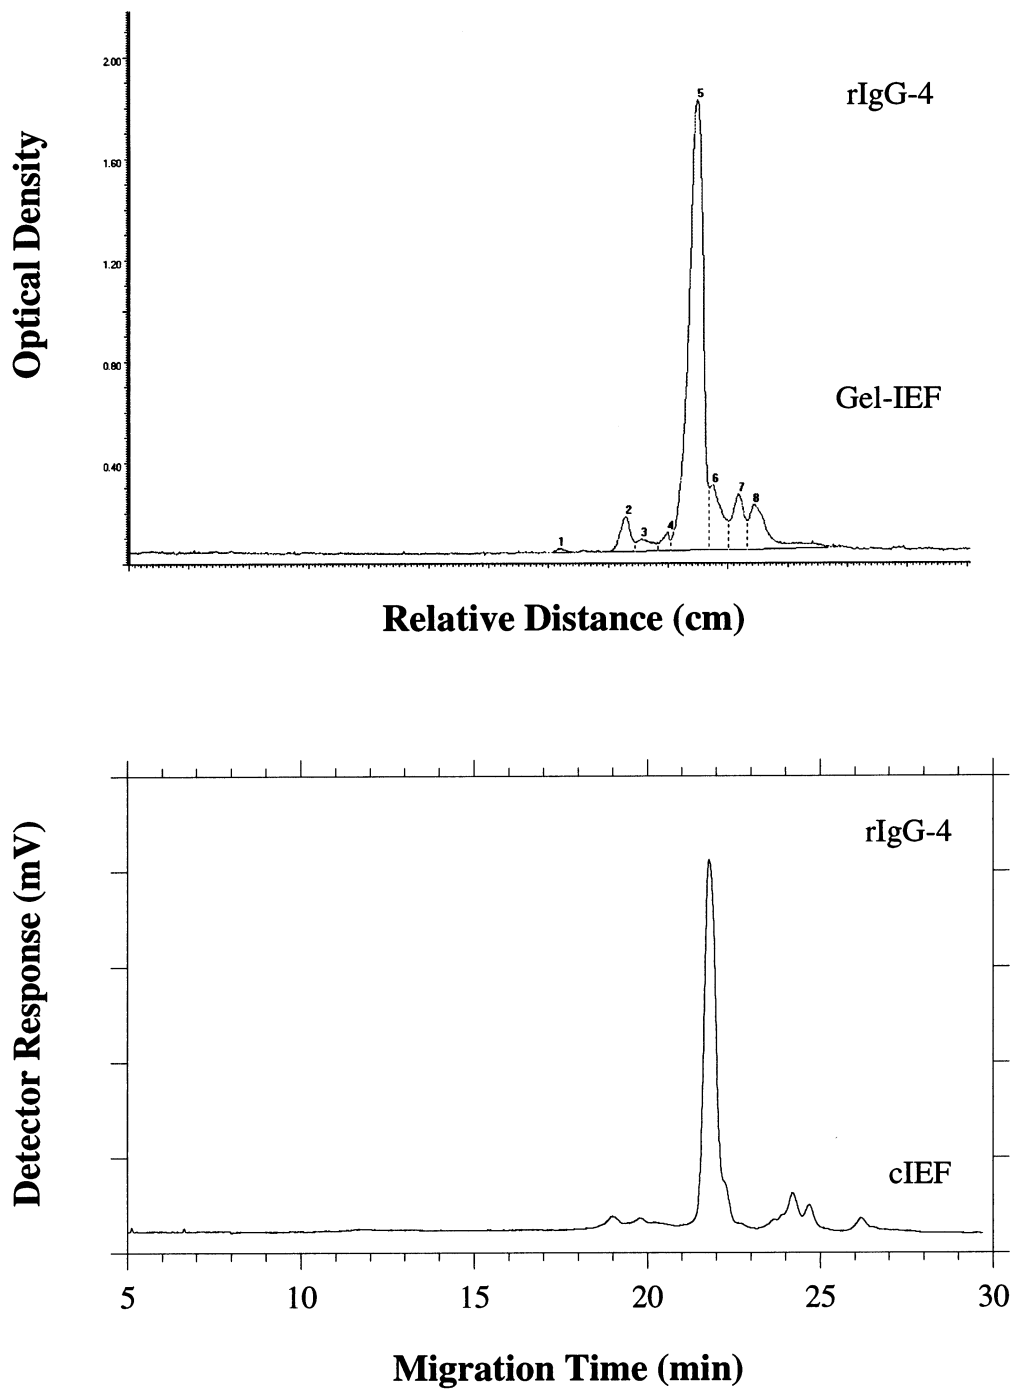 2.00
1.60
1.20
0.80
0.40
Optical Density
rIgG-4
Gel-IEF
1
2
3
4
5
6
7
8
Relative Distance (cm)
Detector Response (mV)
rIgG-4
cIEF
5 10 15 20 25 30
Migration Time (min)